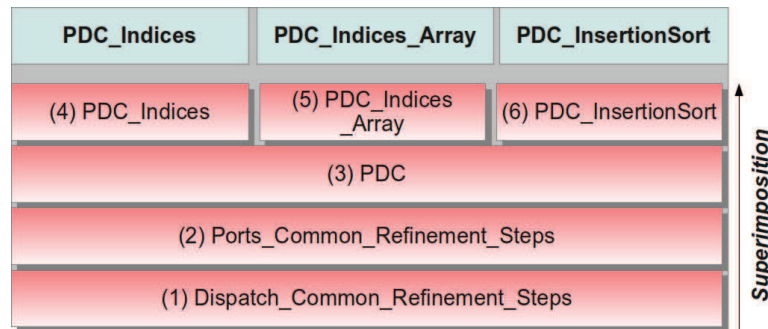 PDC_Indices PDC_Indices_Array PDC_InsertionSort
(4) PDC_Indices
(5) PDC_Indices
_Array
(6) PDC_InsertionSort
(3) PDC
(2) Ports_Common_Refinement_Steps
(1) Dispatch_Common_Refinement_Steps
Superimposition